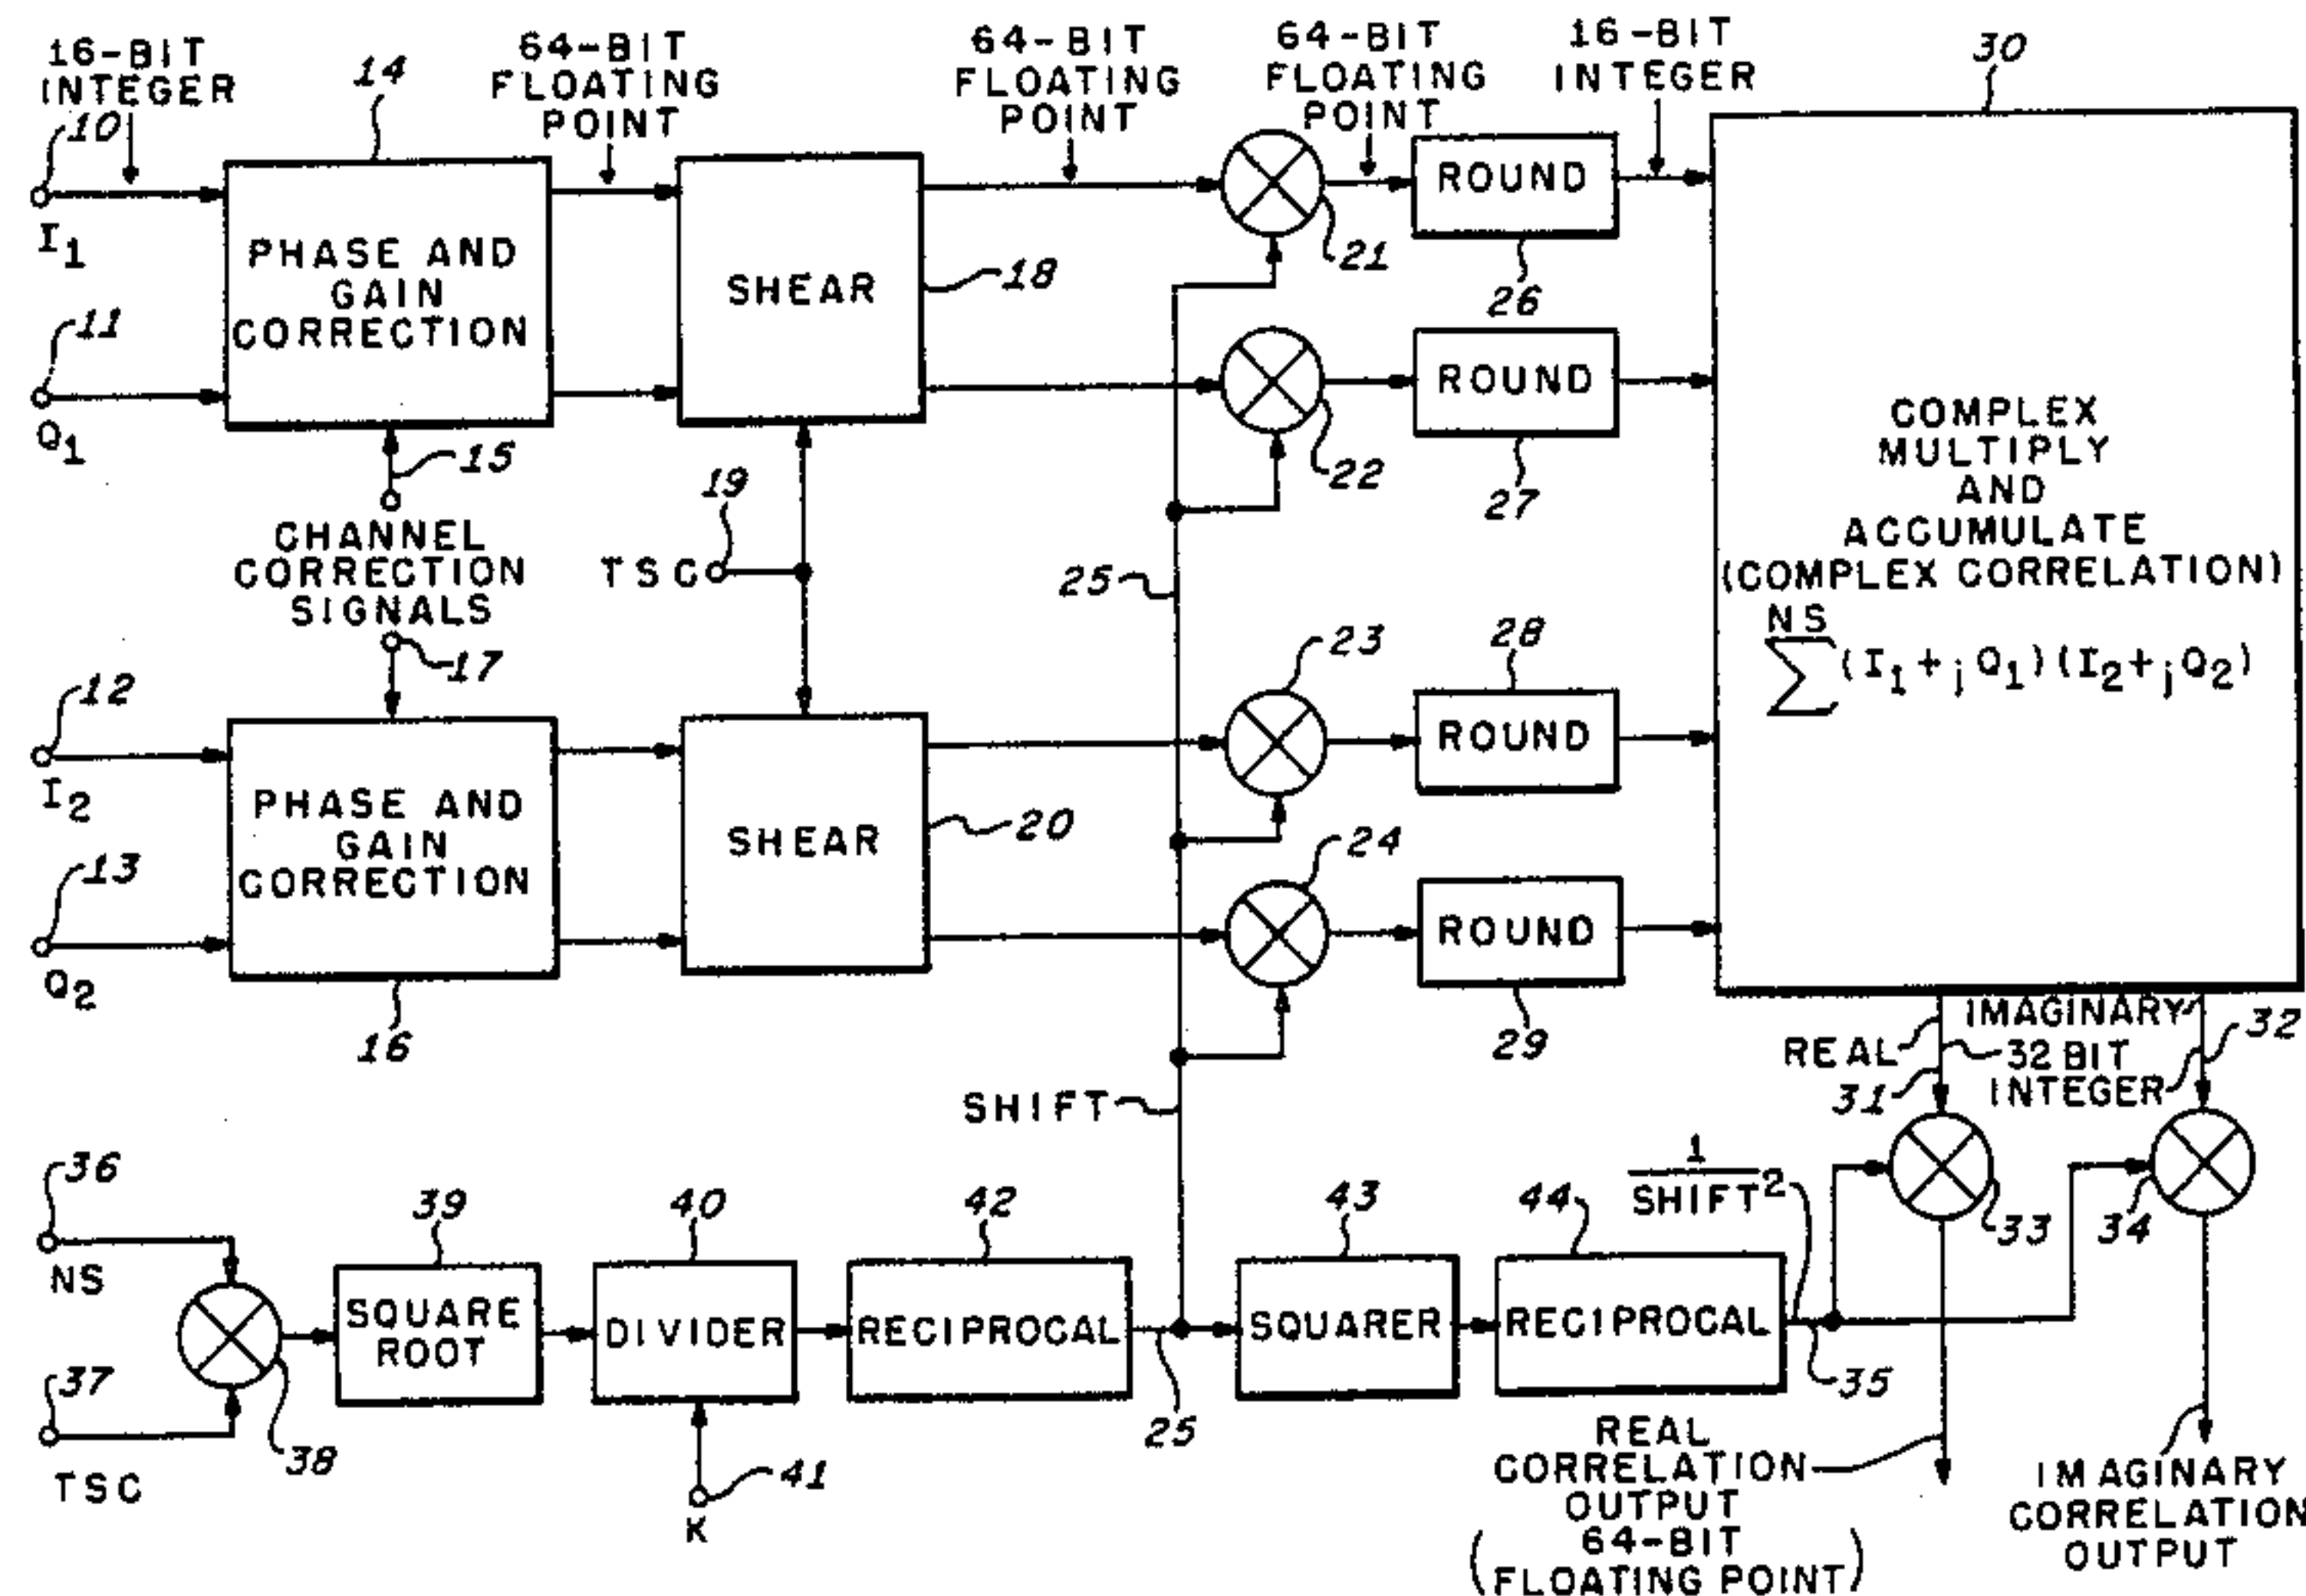 16-BIT
INTEGER
64-BIT
FLOATING
POINT
64-BIT
FLOATING
POINT
64-BIT
FLOATING
POINT
16-BIT
INTEGER
10
14
30
I1
PHASE AND
GAIN
CORRECTION
SHEAR
18
21
ROUND
26
11
Q1
15
22
ROUND
27
CHANNEL
CORRECTION
SIGNALS
17
19
TSC
25
COMPLEX
MULTIPLY
AND
ACCUMULATE
(COMPLEX CORRELATION)
NS
∑(I1+jQ1)(I2+jQ2)
12
I2
PHASE AND
GAIN
CORRECTION
16
SHEAR
20
23
28
ROUND
13
Q2
24
ROUND
29
SHIFT
REAL
31
IMAGINARY
32 BIT
INTEGER
32
36
NS
37
TSC
38
39
SQUARE
ROOT
40
DIVIDER
41
K
42
RECIPROCAL
25
43
SQUARER
44
RECIPROCAL
1
SHIFT2
35
33
34
REAL
CORRELATION
OUTPUT
(64-BIT
FLOATING POINT)
IMAGINARY
CORRELATION
OUTPUT